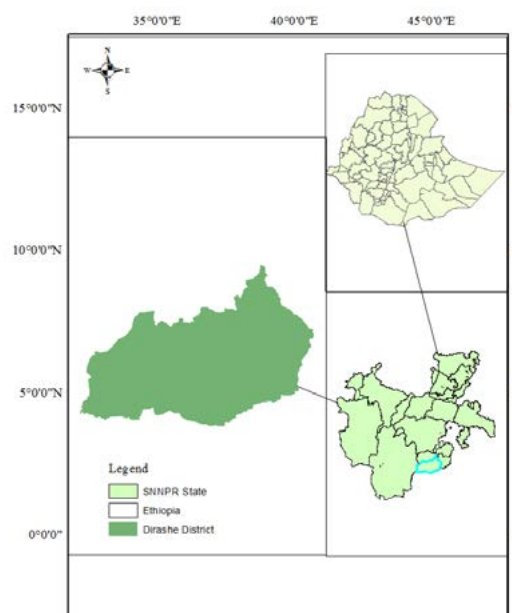 35°0'0"E 40°0'0"E 45°0'0"E
N
W E
S
15°0'0"N
10°0'0"N
5°0'0"N
0°0'0"
Legend
SNNPR State
Ethiopia
Dirashe District